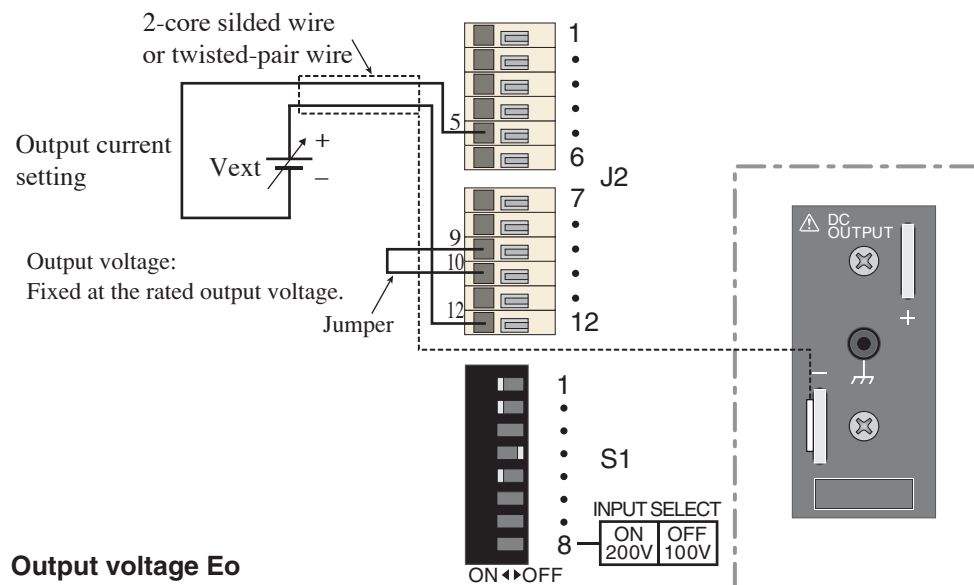 2-core silded wire
or twisted-pair wire
Output current
setting
Vext
+
–
Output voltage:
Fixed at the rated output voltage.
Jumper
1
5
6
J2
7
9
10
12
12
1
S1
8
INPUT SELECT
ON OFF
200V 100V
ON OFF
DC
OUTPUT
+
–
Output voltage Eo